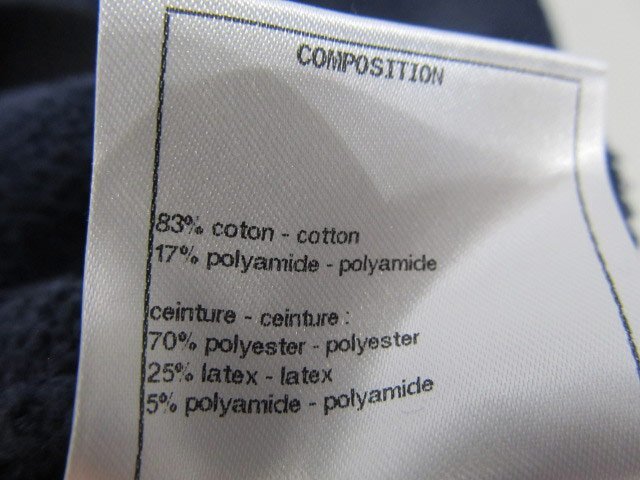 COMPOSITION
83% coton - cotton
17% polyamide - polyamide
ceinture - ceinture :
70% polyester - polyester
25% latex - latex
5% polyamide - polyamide